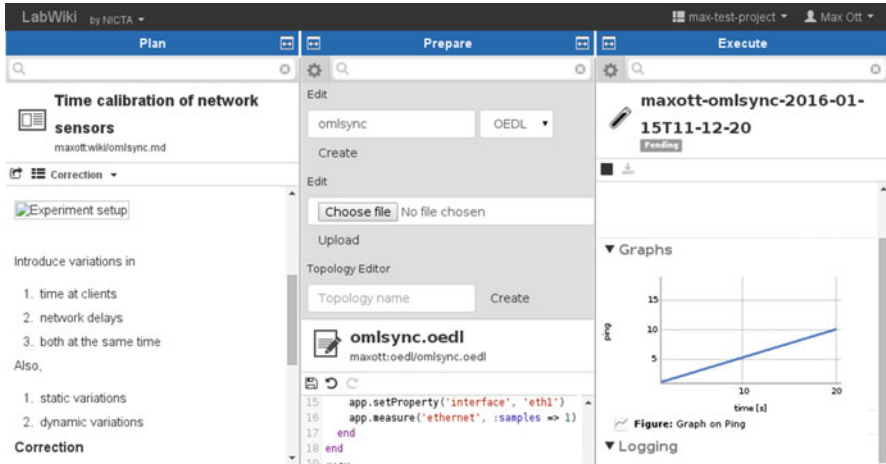 LabWiki by NICTA
max-test-project Max Ott
Plan
Time calibration of network
sensors
maxott:wiki/omlsync.md
Correction
Experiment setup
Introduce variations in
1. time at clients
2. network delays
3. both at the same time
Also,
1. static variations
2. dynamic variations
Correction
Prepare
Edit
omlsync OEDL
Create
Edit
Choose file No file chosen
Upload
Topology Editor
Topology name Create
omlsync.oedl
maxott:oedl/omlsync.oedl
15 app.setProperty('interface', 'eth1')
16 app.measure('ethernet', :samples => 1)
17 end
18 end
Execute
maxott-omlsync-2016-01-
15T11-12-20
Pending
Graphs
15
10
5
ping
10 20
time [s]
Figure: Graph on Ping
Logging